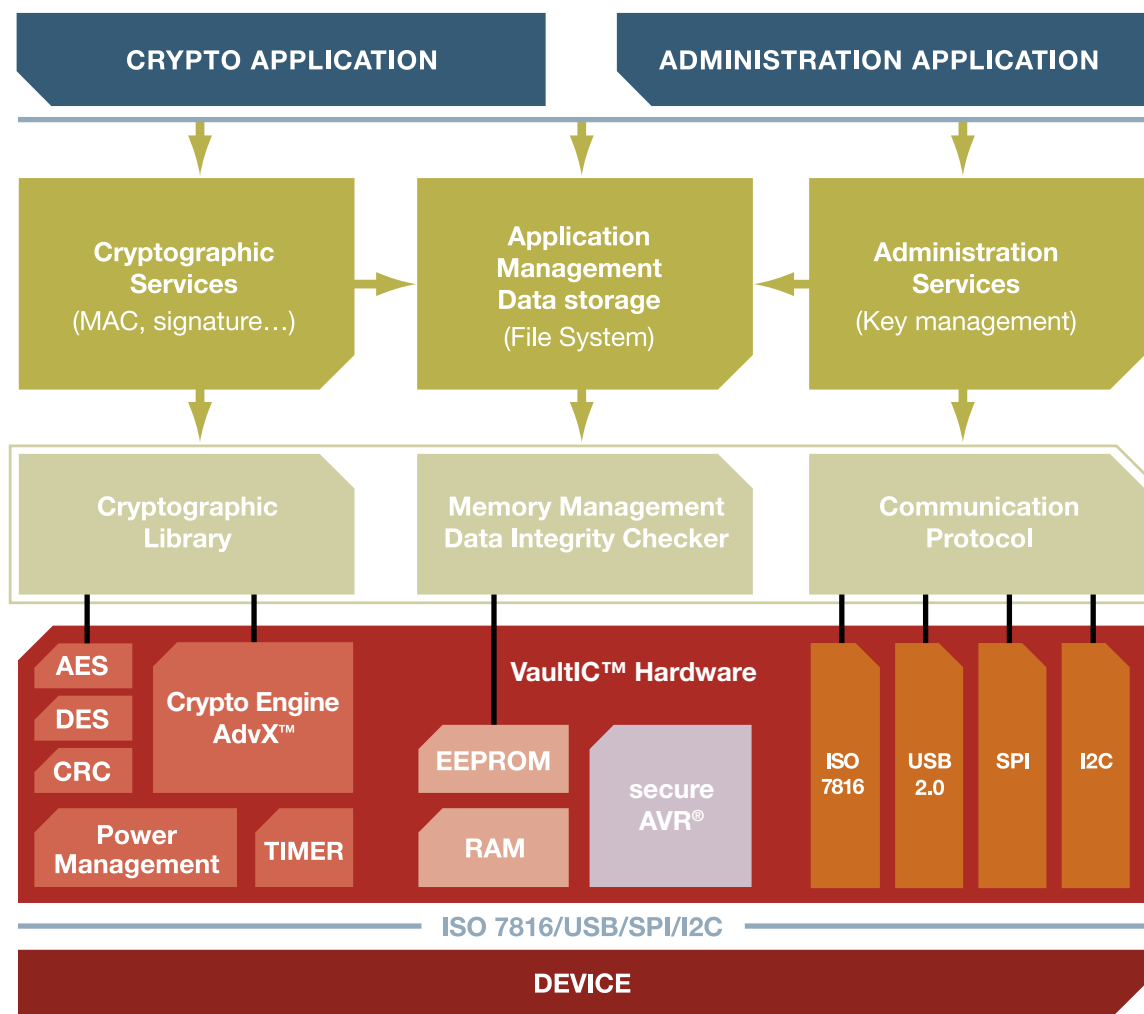 CRYPTO APPLICATION
ADMINISTRATION APPLICATION
Cryptographic
Services
(MAC, signature…)
Application
Management
Data storage
(File System)
Administration
Services
(Key management)
Cryptographic
Library
Memory Management
Data Integrity Checker
Communication
Protocol
VaultIC™ Hardware
AES
DES
CRC
Crypto Engine
AdvX™
Power
Management
TIMER
EEPROM
RAM
secure
AVR®
ISO
7816
USB
2.0
SPI
I2C
ISO 7816/USB/SPI/I2C
DEVICE